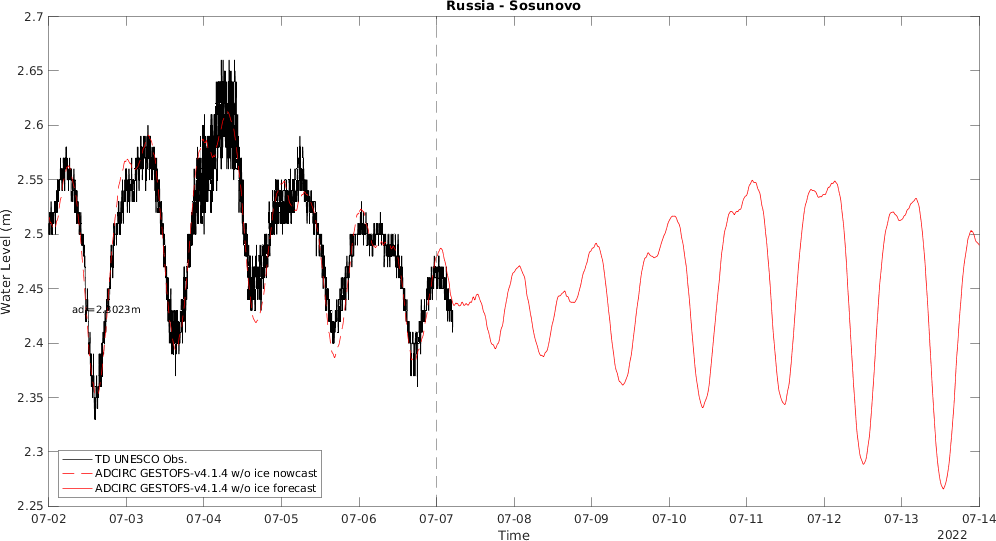 Russia - Sosunovo
2.7
2.65
2.6
2.55
2.5
2.45
2.4
2.35
2.3
2.25
Water Level (m)
TD UNESCO Obs.
ADCIRC GESTOFS-v4.1.4 w/o ice nowcast
ADCIRC GESTOFS-v4.1.4 w/o ice forecast
07-02 07-03 07-04 07-05 07-06 07-07 07-08 07-09 07-10 07-11 07-12 07-13 07-14
Time
2022